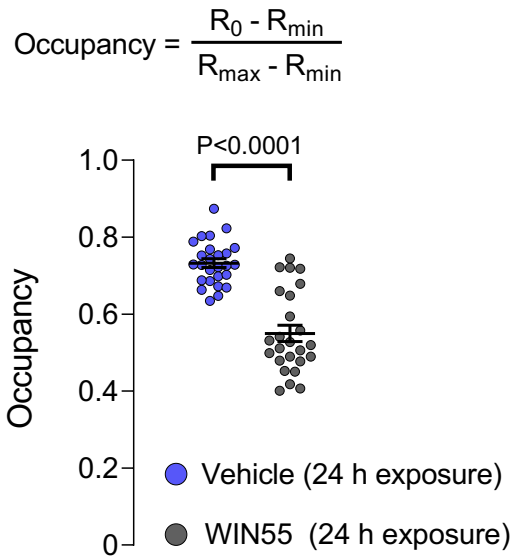 Occupancy = R₀ - Rmin
Rmax - Rmin
P<0.0001
1.0
0.8
0.6
0.4
0.2
0
Occupancy
Vehicle (24 h exposure)
WIN55 (24 h exposure)